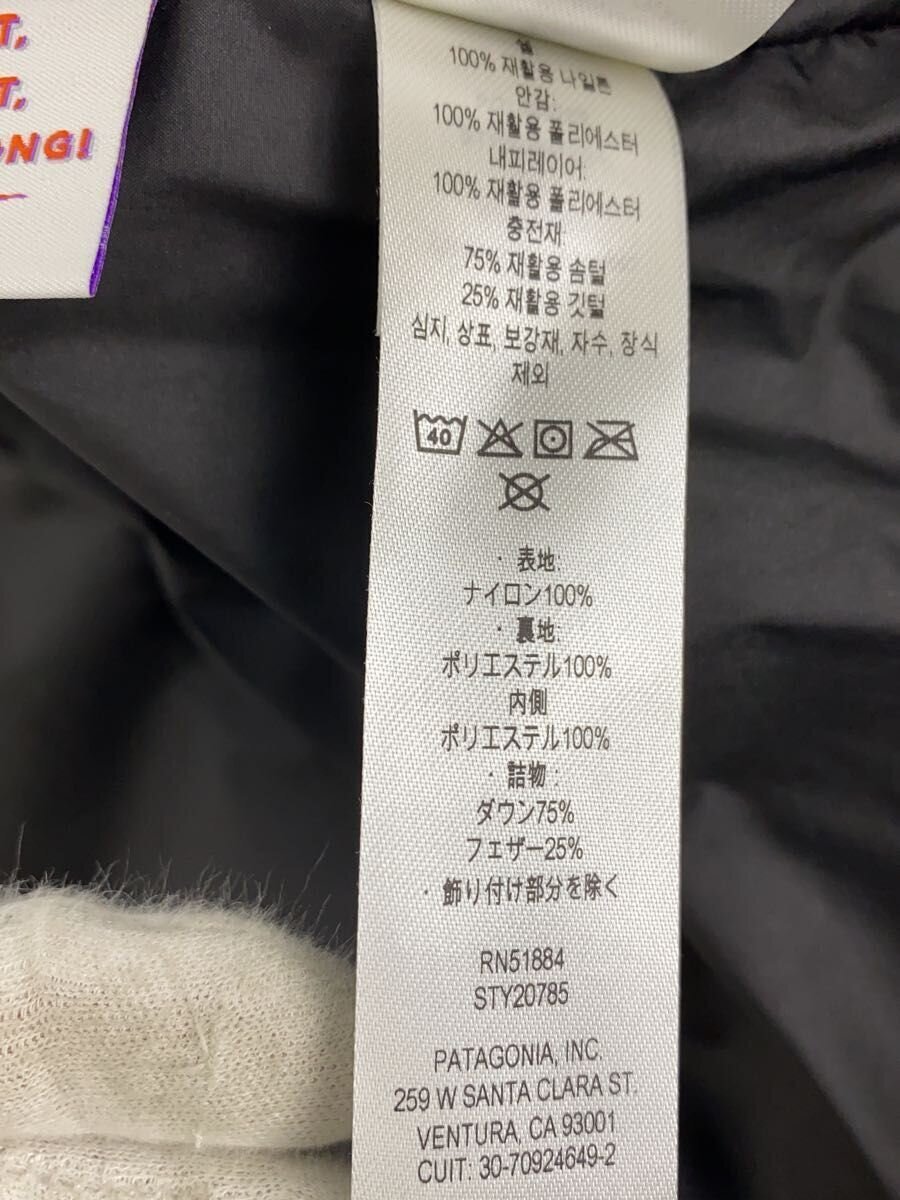 T,
T,
ONG!
100% 재활용 나일론
안감:
100% 재활용 폴리에스터
내피레이어:
100% 재활용 폴리에스터
충전재
75% 재활용 솜털
25% 재활용 깃털
심지, 상표, 보강재, 자수, 장식
제외
40
・表地:
ナイロン100%
・裏地:
ポリエステル100%
内側
ポリエステル100%
・詰物:
ダウン75%
フェザー25%
・飾り付け部分を除く
RN51884
STY20785
PATAGONIA, INC.
259 W SANTA CLARA ST.
VENTURA, CA 93001
CUIT: 30-70924649-2